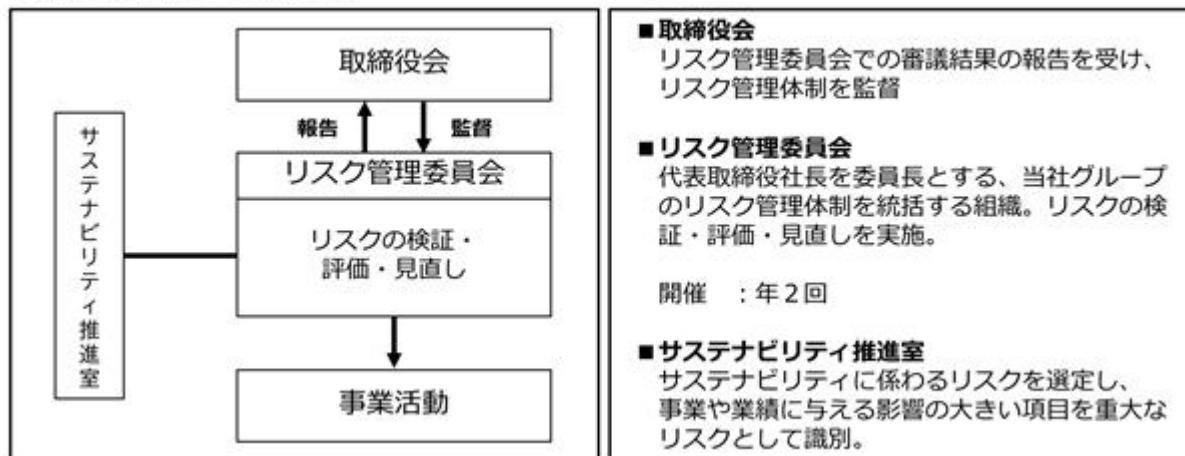 取締役会
報告
監督
リスク管理委員会
リスクの検証・
評価・見直し
サステナビリティ推進室
事業活動
■取締役会
リスク管理委員会での審議結果の報告を受け、
リスク管理体制を監督
■リスク管理委員会
代表取締役社長を委員長とする、当社グループ
のリスク管理体制を統括する組織。リスクの検
証・評価・見直しを実施。
開催　：年２回
■サステナビリティ推進室
サステナビリティに係わるリスクを選定し、
事業や業績に与える影響の大きい項目を重大な
リスクとして識別。